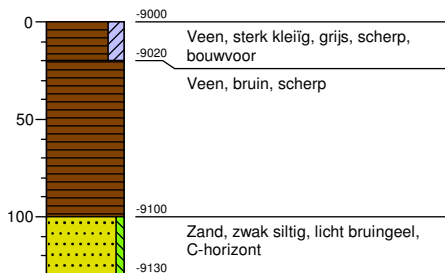 0
-9000
Veen, sterk kleiïg, grijs, scherp,
bouwvoor
-9020
Veen, bruin, scherp
50
100
-9100
Zand, zwak siltig, licht bruingeel,
C-horizont
-9130